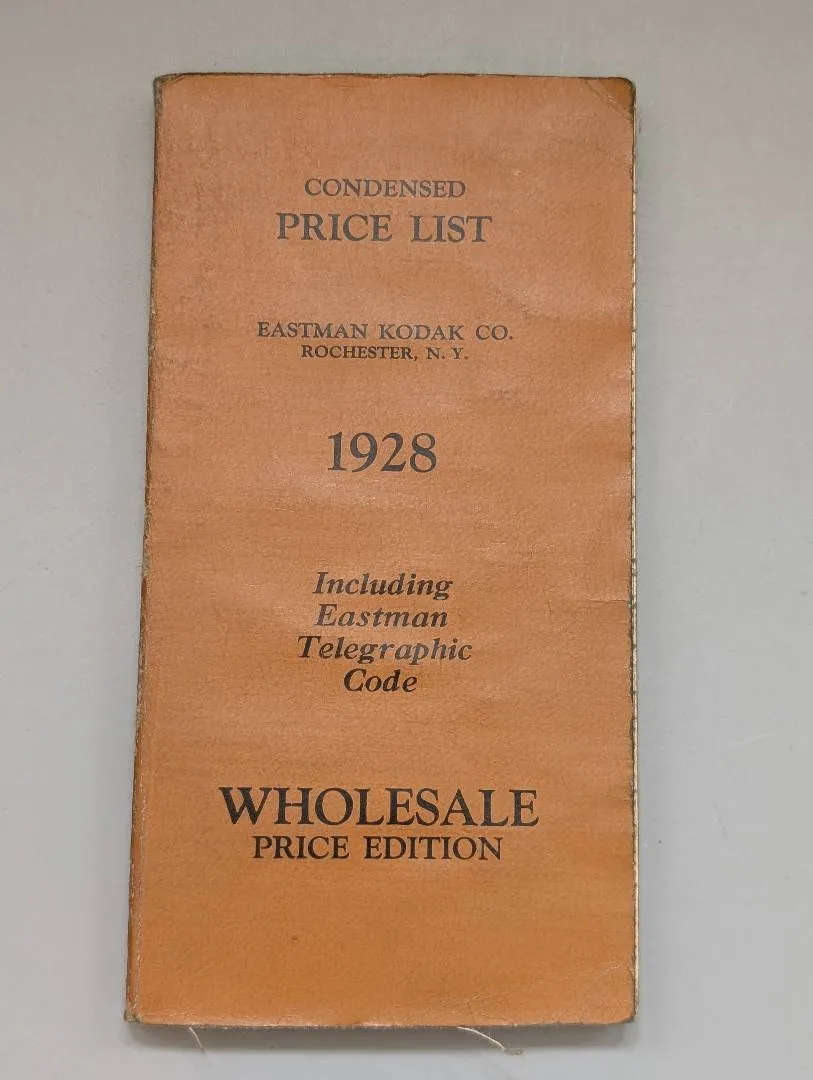 CONDENSED
PRICE LIST
EASTMAN KODAK CO.
ROCHESTER, N. Y.
1928
Including
Eastman
Telegraphic
Code
WHOLESALE
PRICE EDITION